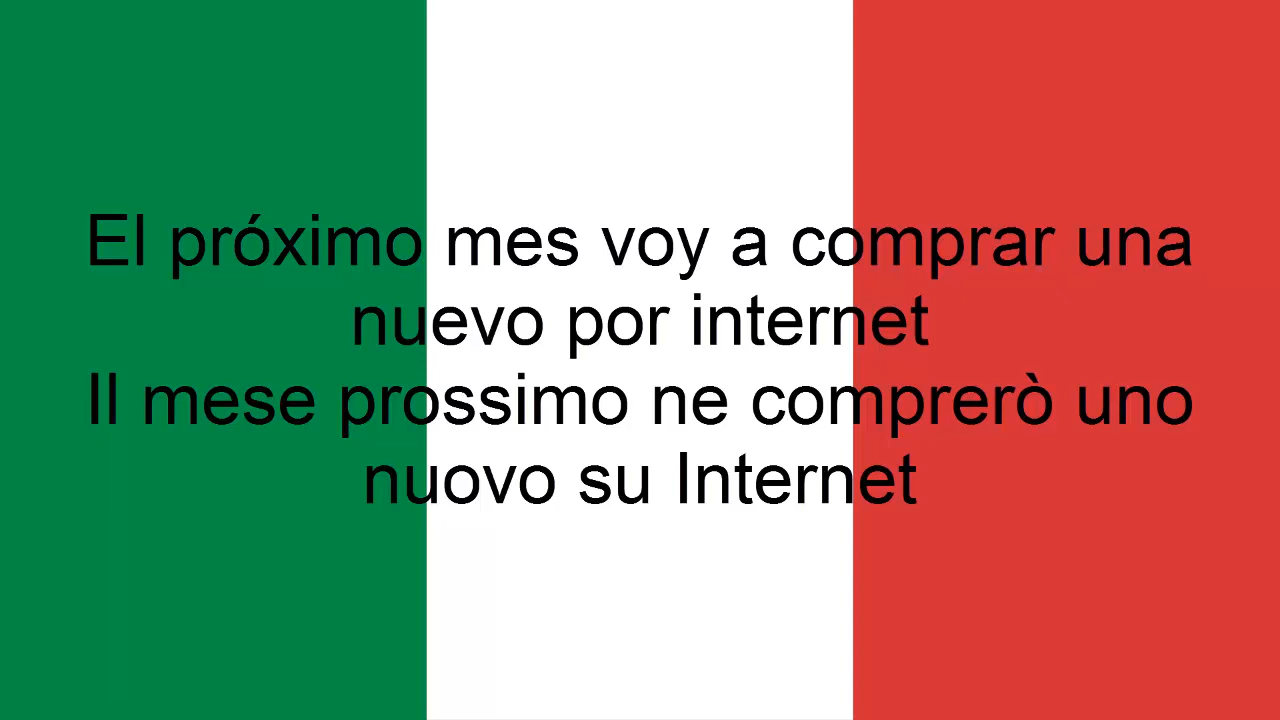 El próximo mes voy a comprar una
nuevo por internet
Il mese prossimo ne comprerò uno
nuovo su Internet